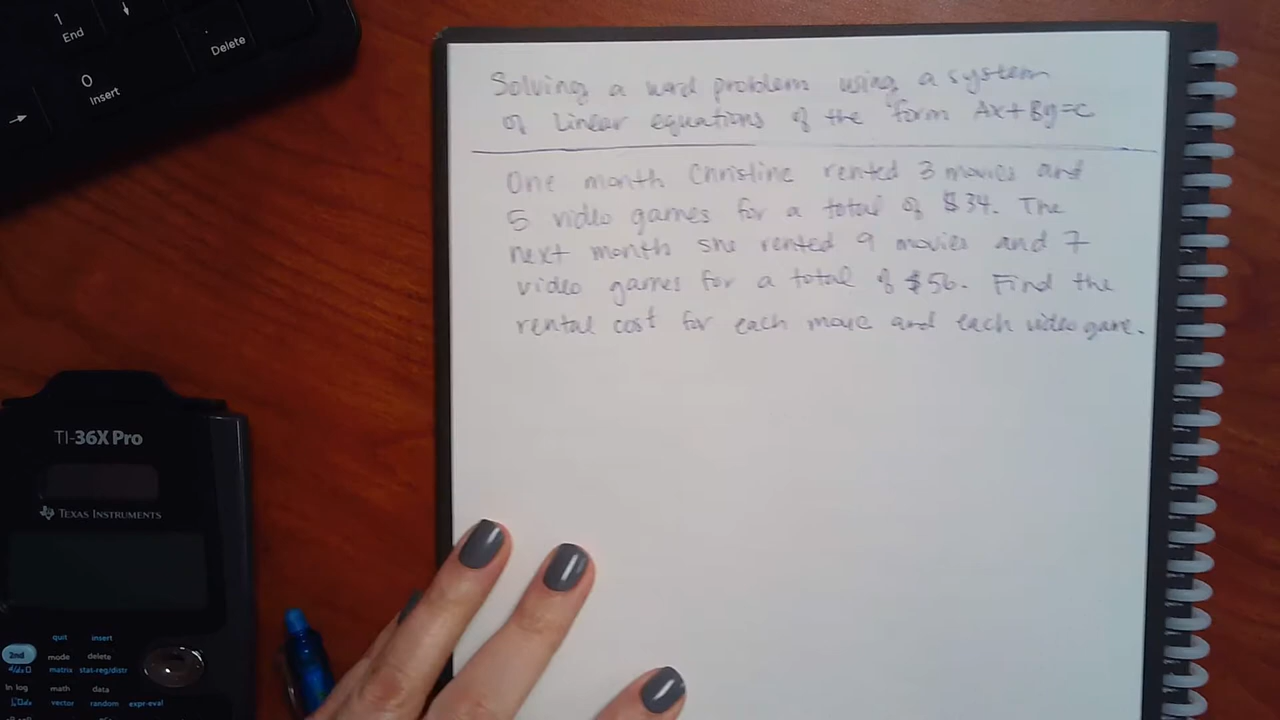 1
End
↓
Delete
0
Insert
→
Solving a word problem using a system
of linear equations of the form Ax+By=C
One month Christine rented 3 movies and
5 video games for a total of $34. The
next month she rented 9 movies and 7
video games for a total of $56. Find the
rental cost for each movie and each video game.
TI-36X Pro
TEXAS INSTRUMENTS
quit insert
2nd mode delete
matrix stat-reg/distr
ln log math data
vector random expr-eval